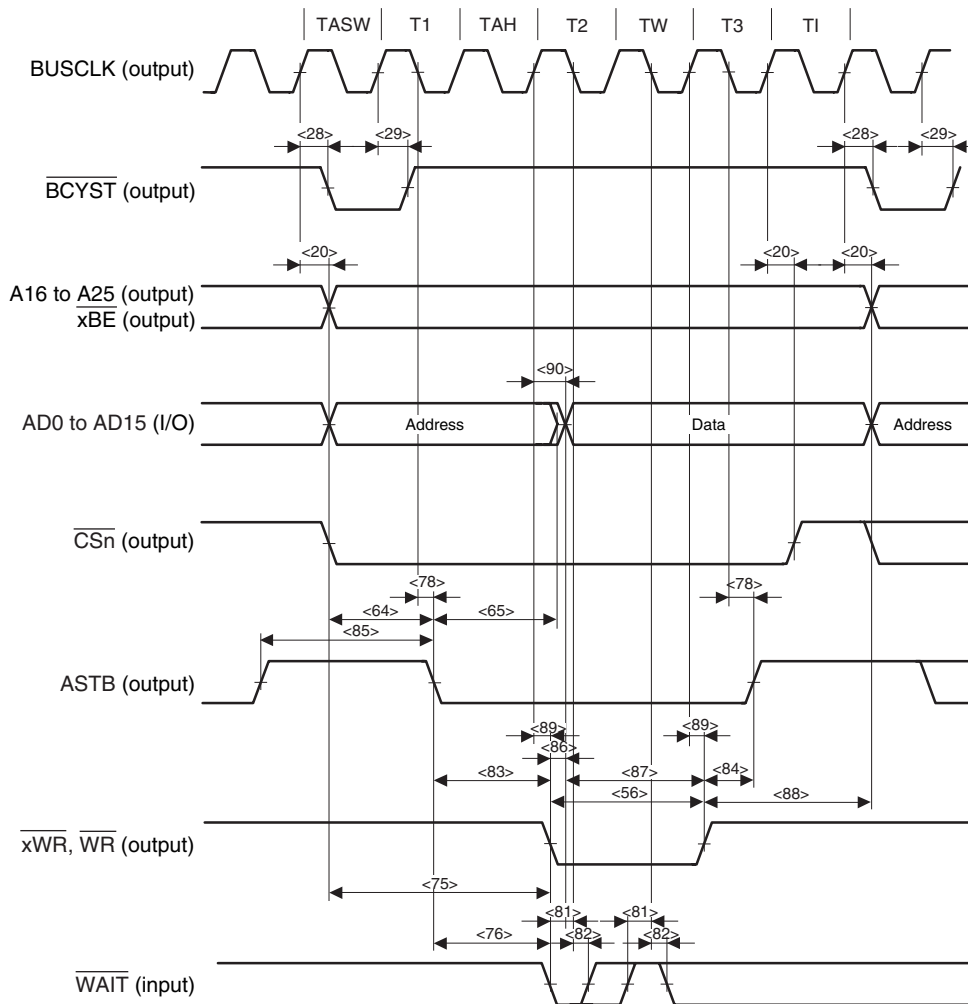 TASW T1 TAH T2 TW T3 TI
BUSCLK (output)
<28> <29> <28> <29>
BCYST (output)
<20> <20> <20>
A16 to A25 (output)
xBE (output)
<90>
AD0 to AD15 (I/O) Address Data Address
CSn (output)
<78> <78>
<64> <65>
<85>
ASTB (output)
<89> <89>
<86>
<83> <87> <84>
<56> <88>
xWR, WR (output)
<75>
<81> <81>
<76> <82> <82>
WAIT (input)